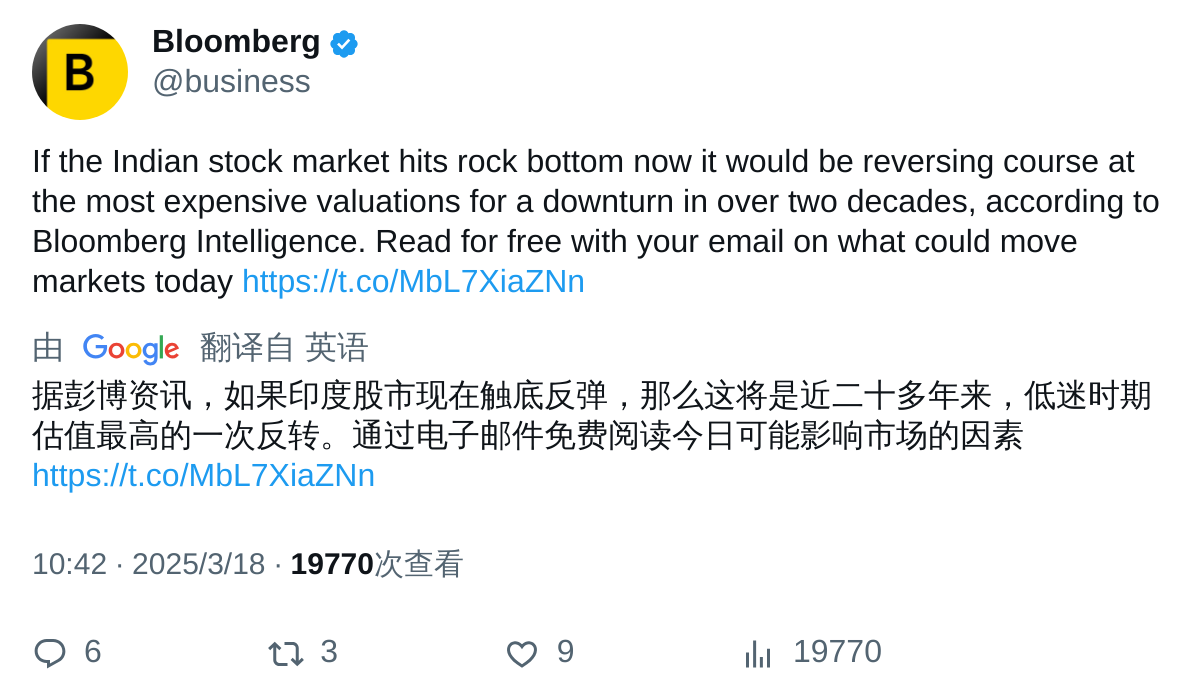 B
Bloomberg
@business
If the Indian stock market hits rock bottom now it would be reversing course at
the most expensive valuations for a downturn in over two decades, according to
Bloomberg Intelligence. Read for free with your email on what could move
markets today https://t.co/MbL7XiaZNn
由 Google 翻译自 英语
据彭博资讯，如果印度股市现在触底反弹，那么这将是近二十多年来，低迷时期
估值最高的一次反转。通过电子邮件免费阅读今日可能影响市场的因素
https://t.co/MbL7XiaZNn
10:42 · 2025/3/18 · 19770次查看
6 3 9 19770